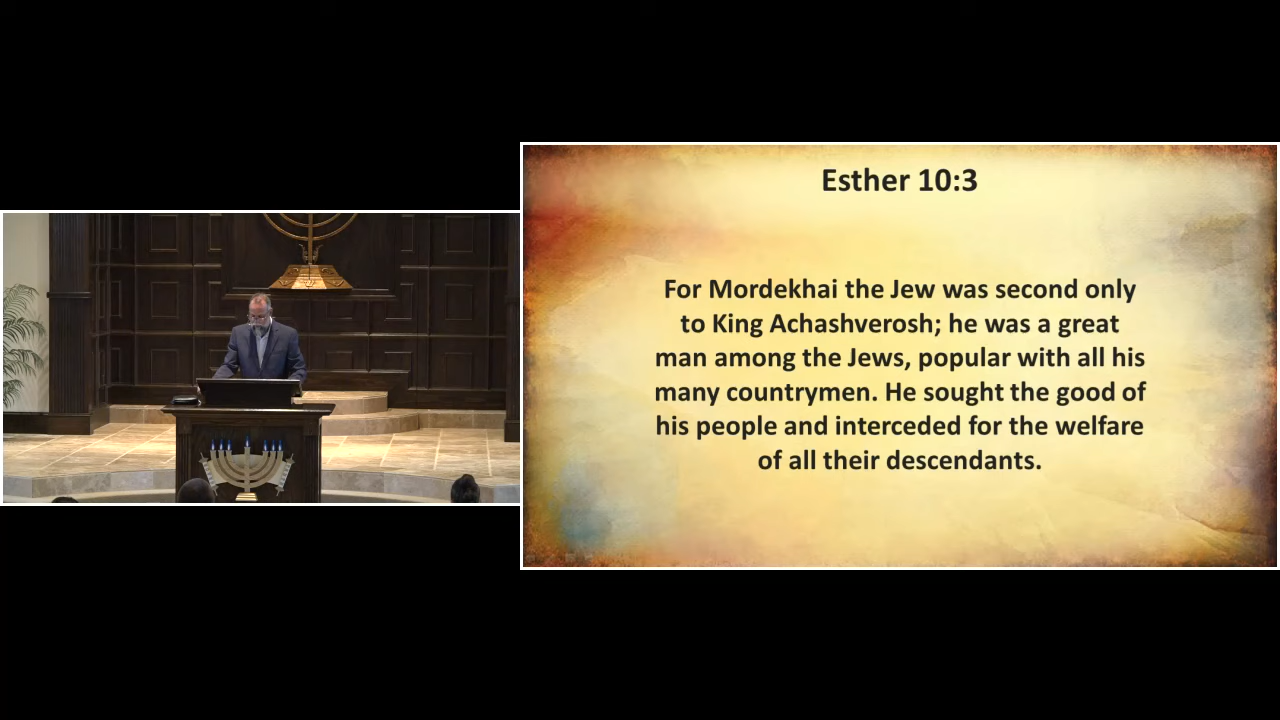 Esther 10:3
For Mordekhai the Jew was second only
to King Achashverosh; he was a great
man among the Jews, popular with all his
many countrymen. He sought the good of
his people and interceded for the welfare
of all their descendants.